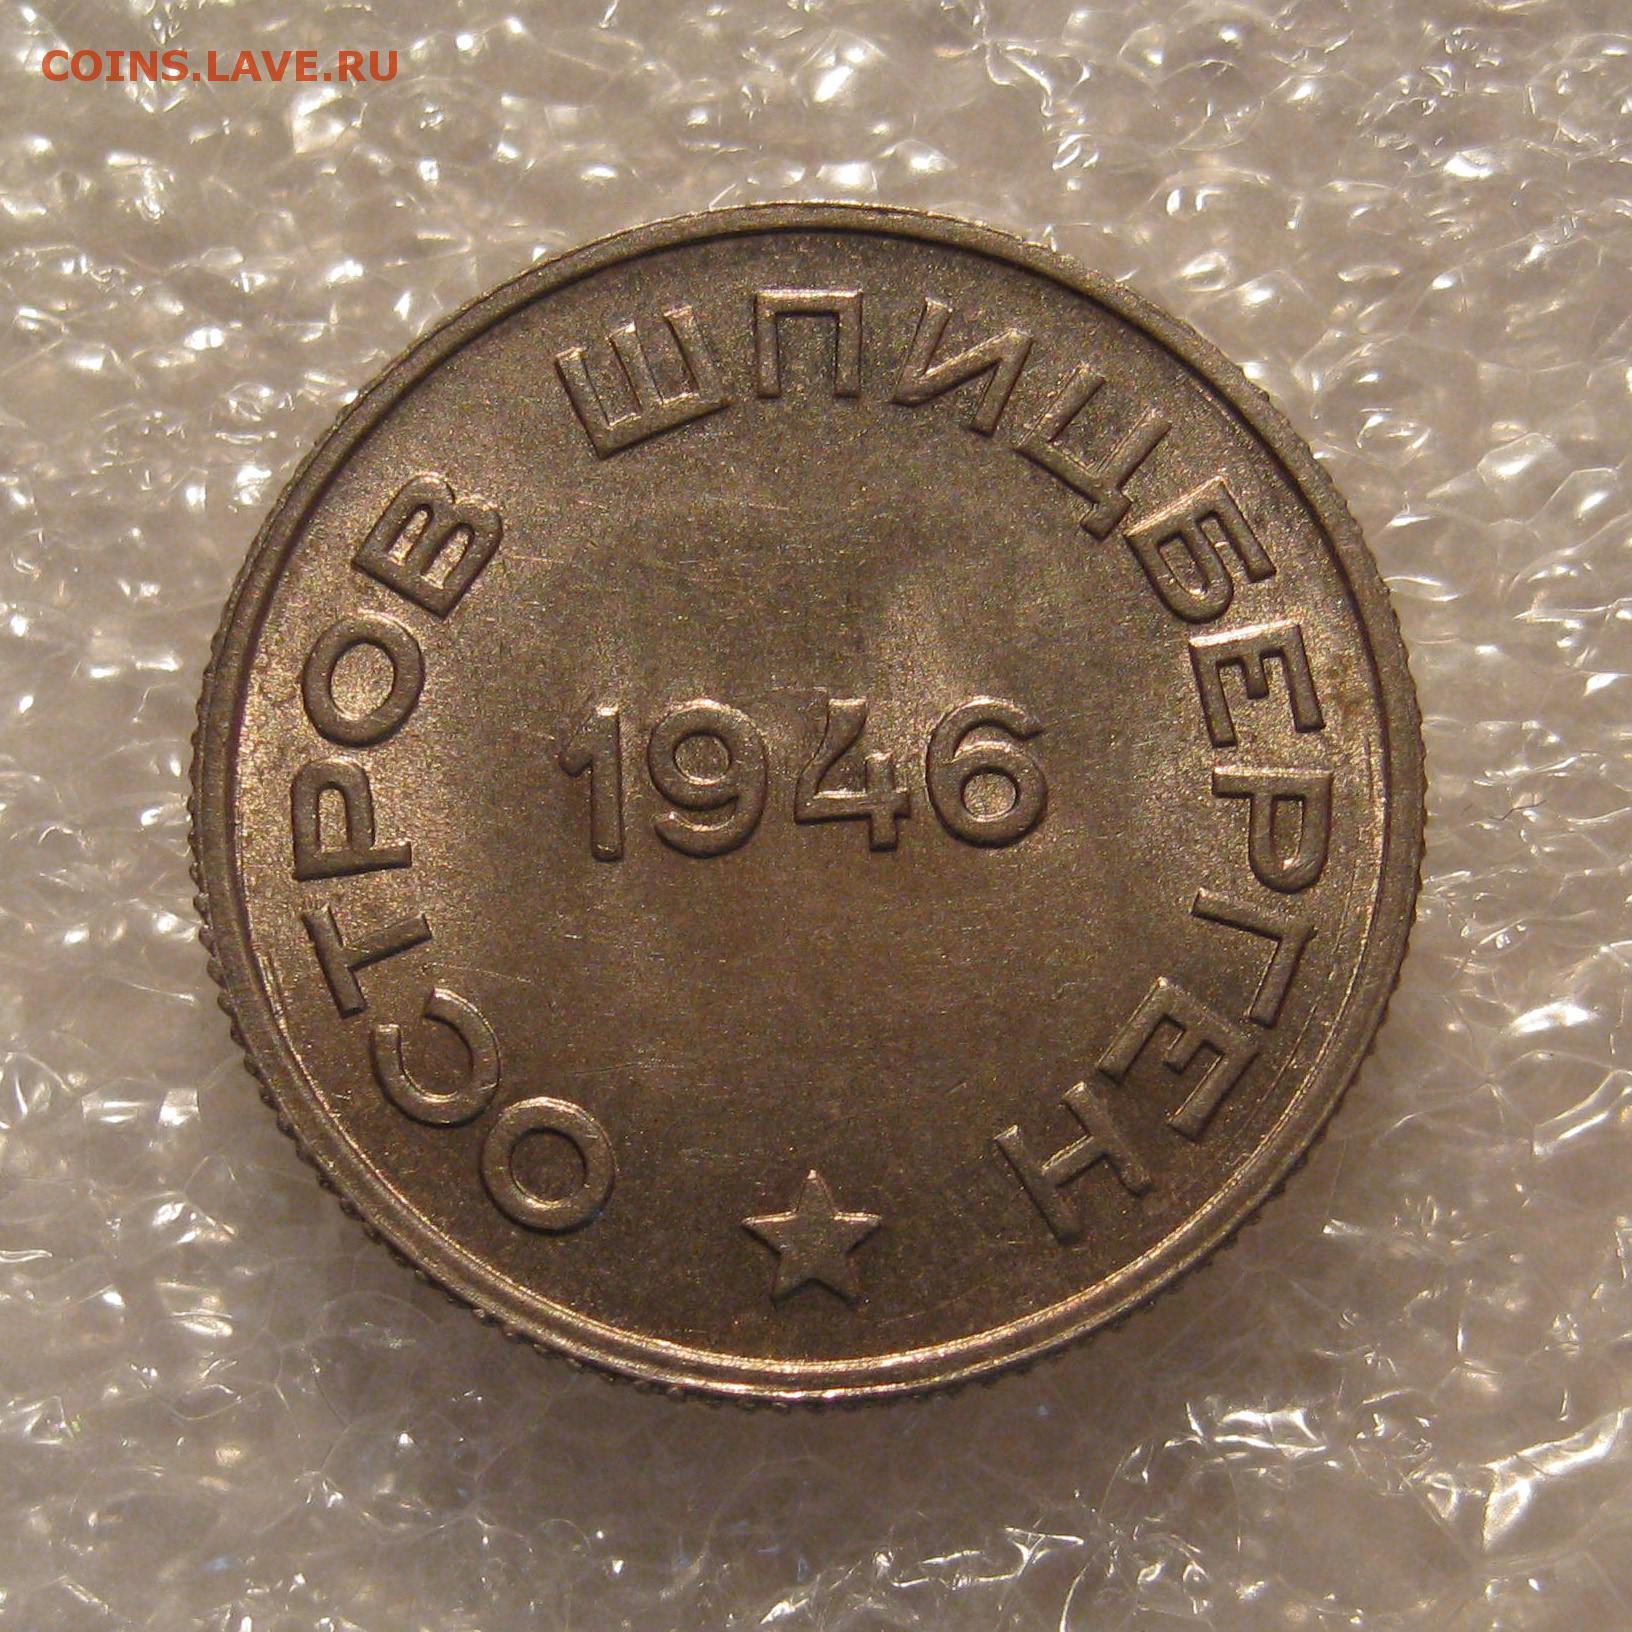 COINS.LAVE.RU
ОСТРОВ ШПИЦБЕРГЕН
1946